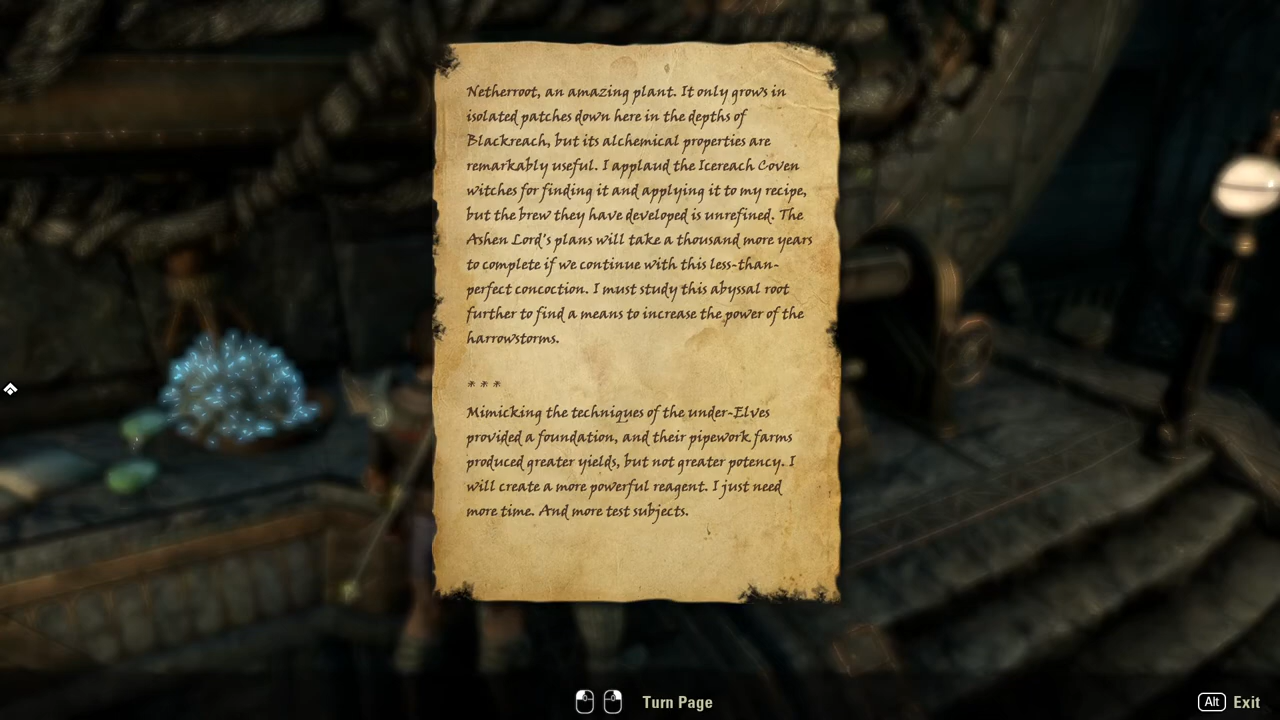 Netherroot, an amazing plant. It only grows in
isolated patches down here in the depths of
Blackreach, but its alchemical properties are
remarkably useful. I applaud the Icereach Coven
witches for finding it and applying it to my recipe,
but the brew they have developed is unrefined. The
Ashen Lord's plans will take a thousand more years
to complete if we continue with this less-than-
perfect concoction. I must study this abyssal root
further to find a means to increase the power of the
harrowstorms.
* * *
Mimicking the techniques of the under-Elves
provided a foundation, and their pipework farms
produced greater yields, but not greater potency. I
will create a more powerful reagent. I just need
more time. And more test subjects.
Turn Page
Alt Exit